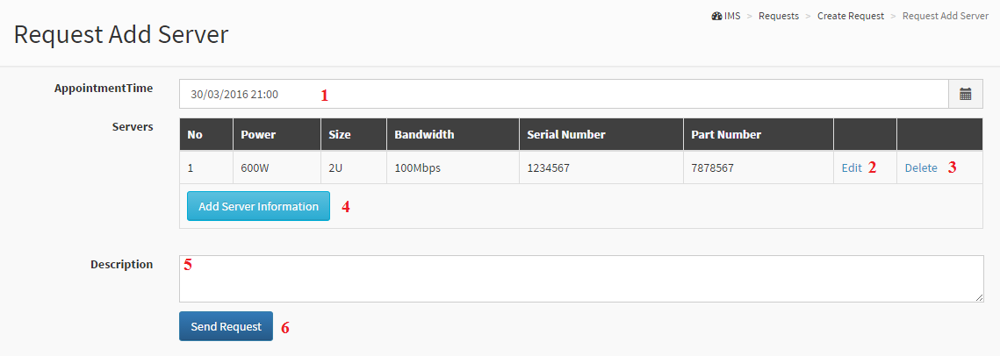 IMS > Requests > Create Request > Request Add Server
Request Add Server
AppointmentTime 30/03/2016 21:00 1
Servers
No Power Size Bandwidth Serial Number Part Number
1 600W 2U 100Mbps 1234567 7878567 Edit 2 Delete 3
Add Server Information 4
Description 5
Send Request 6